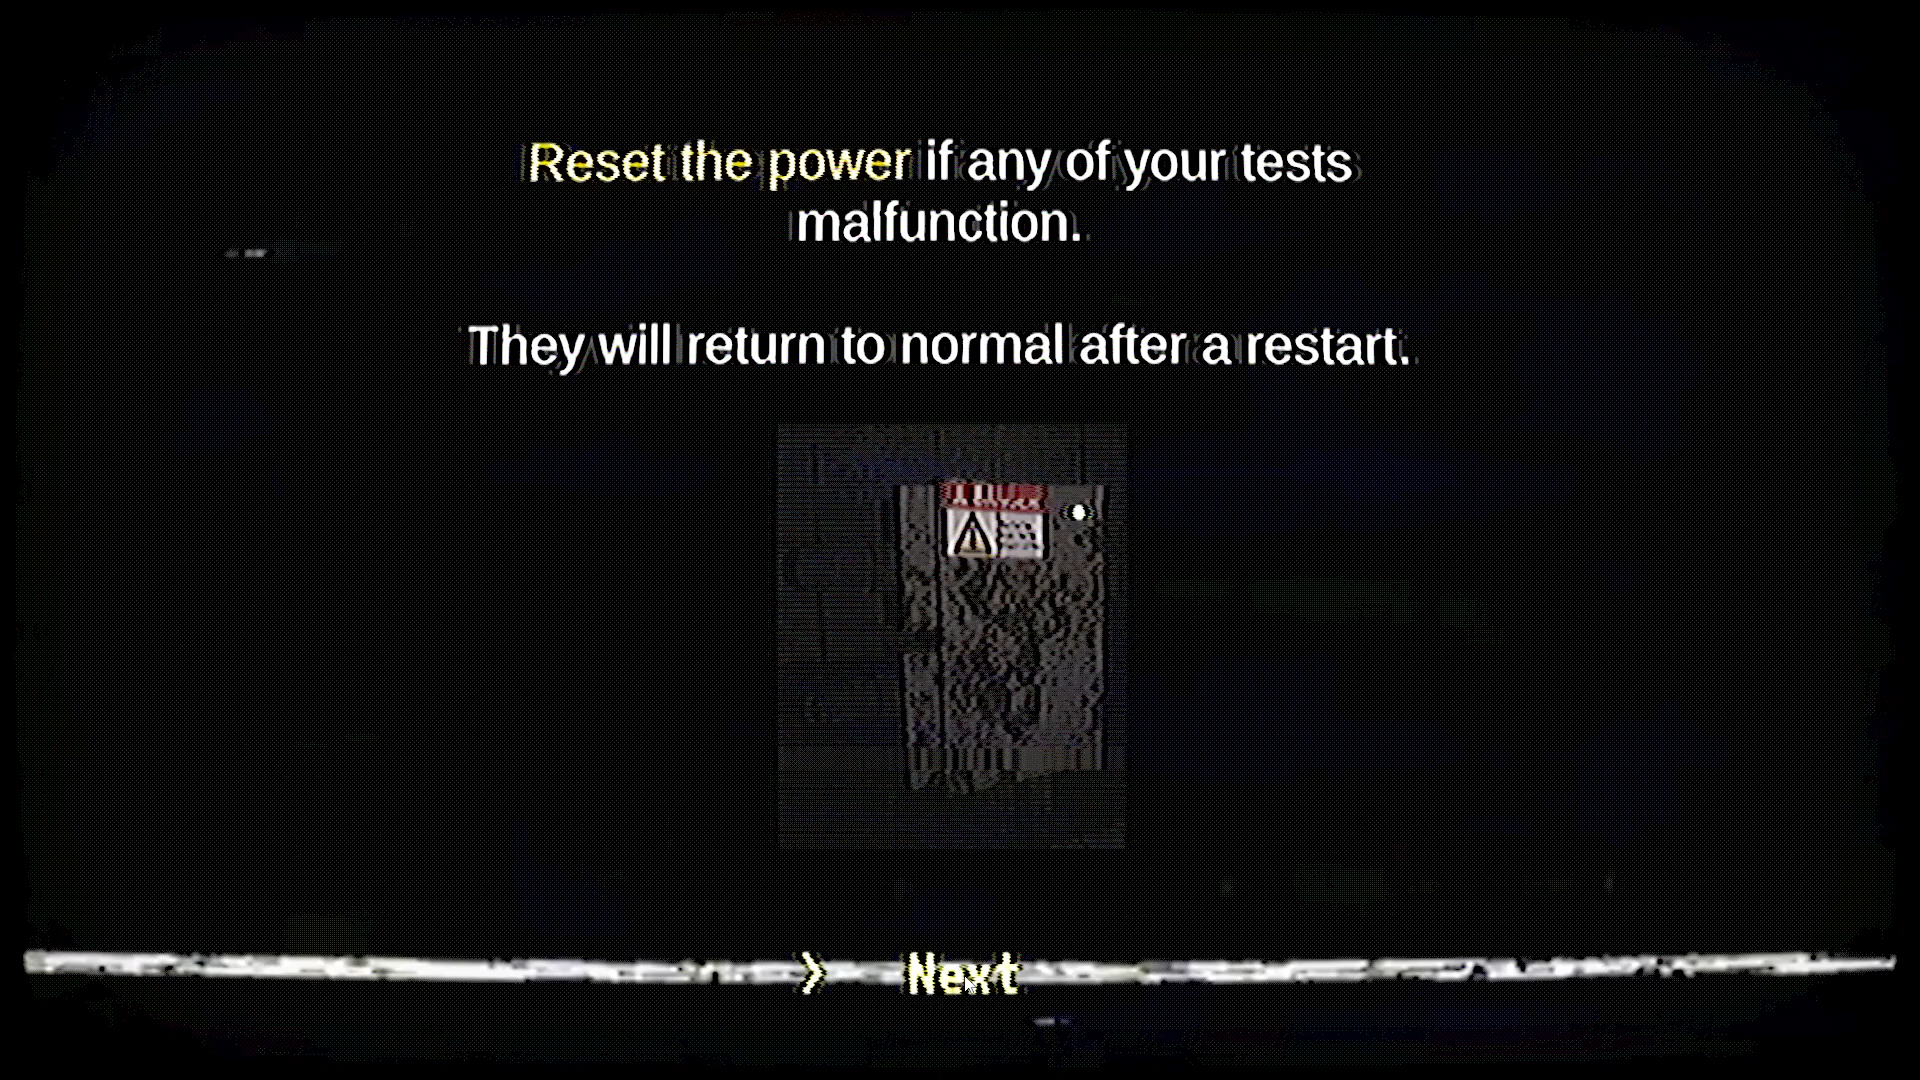 Reset the power if any of your tests
malfunction.
They will return to normal after a restart.
> Next